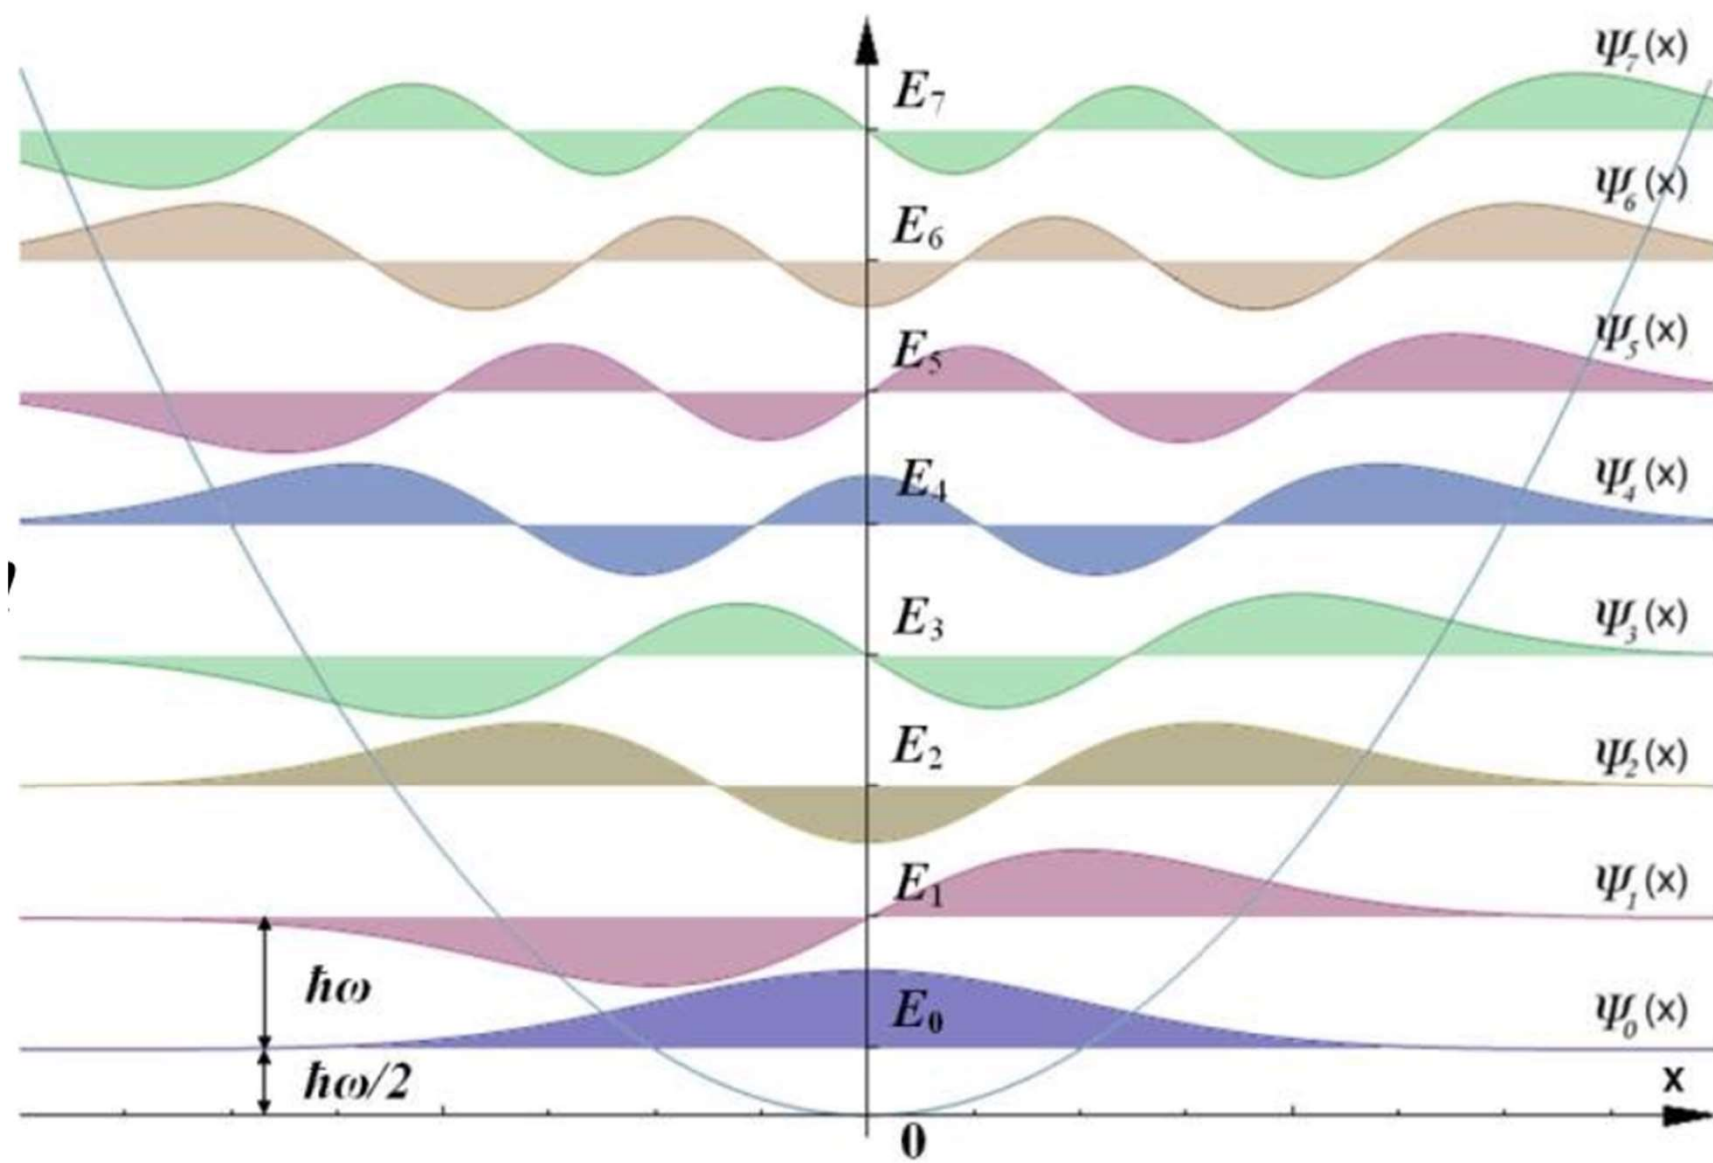 E₇ Ψ₇(x)
E₆ Ψ₆(x)
E₅ Ψ₅(x)
E₄ Ψ₄(x)
E₃ Ψ₃(x)
E₂ Ψ₂(x)
E₁ Ψ₁(x)
ħω
E₀ Ψ₀(x)
ħω/2
x
0